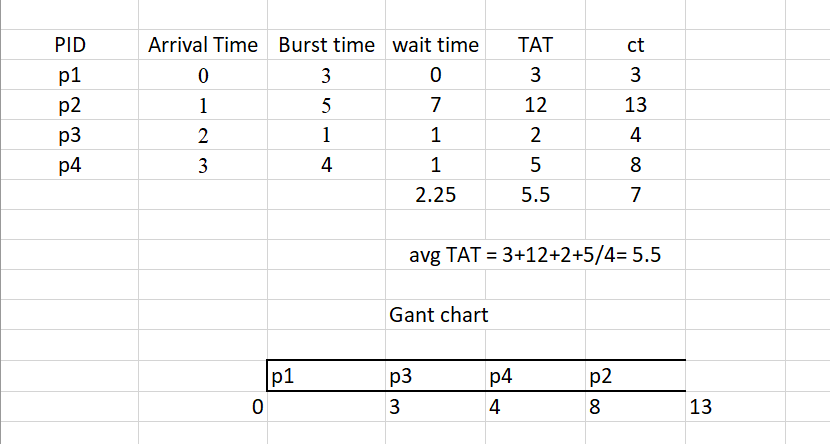 PID Arrival Time Burst time wait time TAT ct
p1 0 3 0 3 3
p2 1 5 7 12 13
p3 2 1 1 2 4
p4 3 4 1 5 8
2.25 5.5 7
avg TAT = 3+12+2+5/4= 5.5
Gant chart
p1 p3 p4 p2
0 3 4 8 13